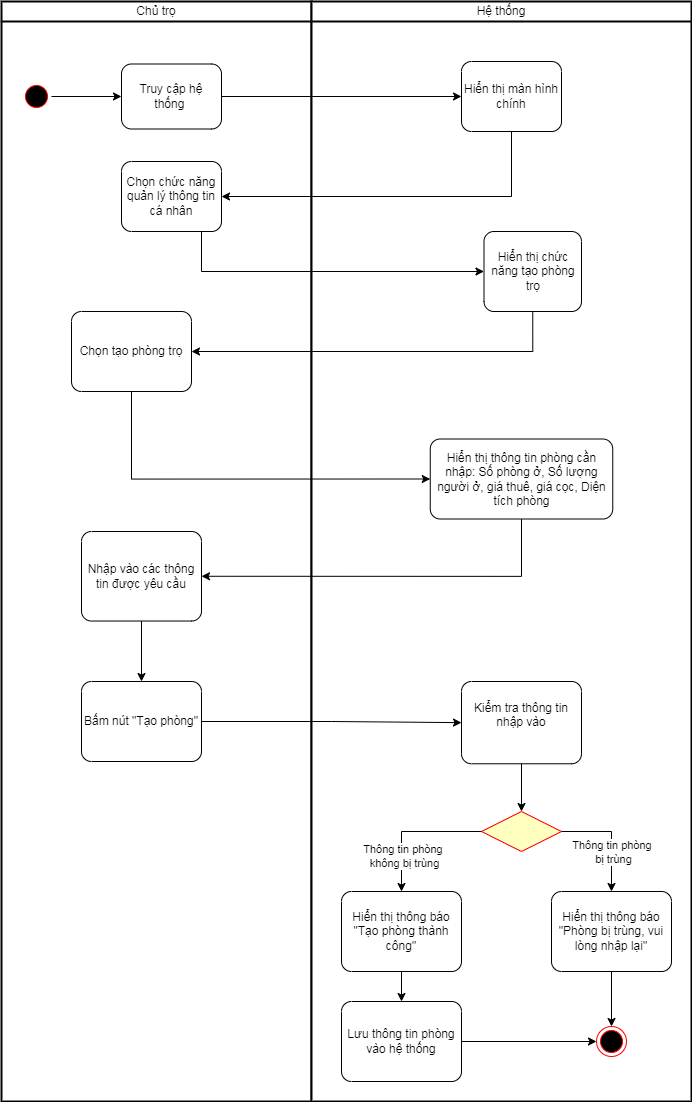 Chủ trọ
Hệ thống
Truy cập hệ
thống
Hiển thị màn hình
chính
Chọn chức năng
quản lý thông tin
cá nhân
Hiển thị chức
năng tạo phòng
trọ
Chọn tạo phòng trọ
Hiển thị thông tin phòng cần
nhập: Số phòng ở, Số lượng
người ở, giá thuê, giá cọc, Diện
tích phòng
Nhập vào các thông
tin được yêu cầu
Bấm nút "Tạo phòng"
Kiểm tra thông tin
nhập vào
Thông tin phòng
không bị trùng
Thông tin phòng
bị trùng
Hiển thị thông báo
"Tạo phòng thành
công"
Hiển thị thông báo
"Phòng bị trùng, vui
lòng nhập lại"
Lưu thông tin phòng
vào hệ thống